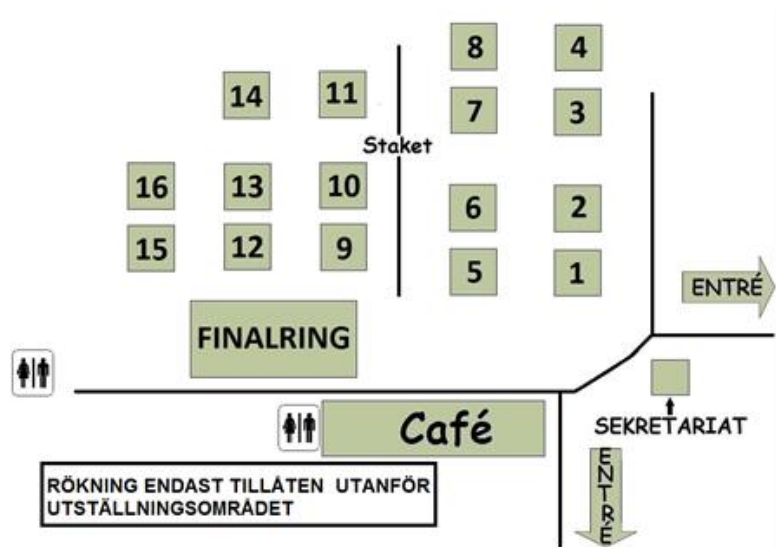 8 4
14 11
7 3
Staket
16 13 10
6 2
15 12 9
5 1
ENTRÉ
FINALRING
SEKRETARIAT
Café
ENTRÉ
RÖKNING ENDAST TILLÅTEN UTANFÖR
UTSTÄLLNINGSOMRÅDET